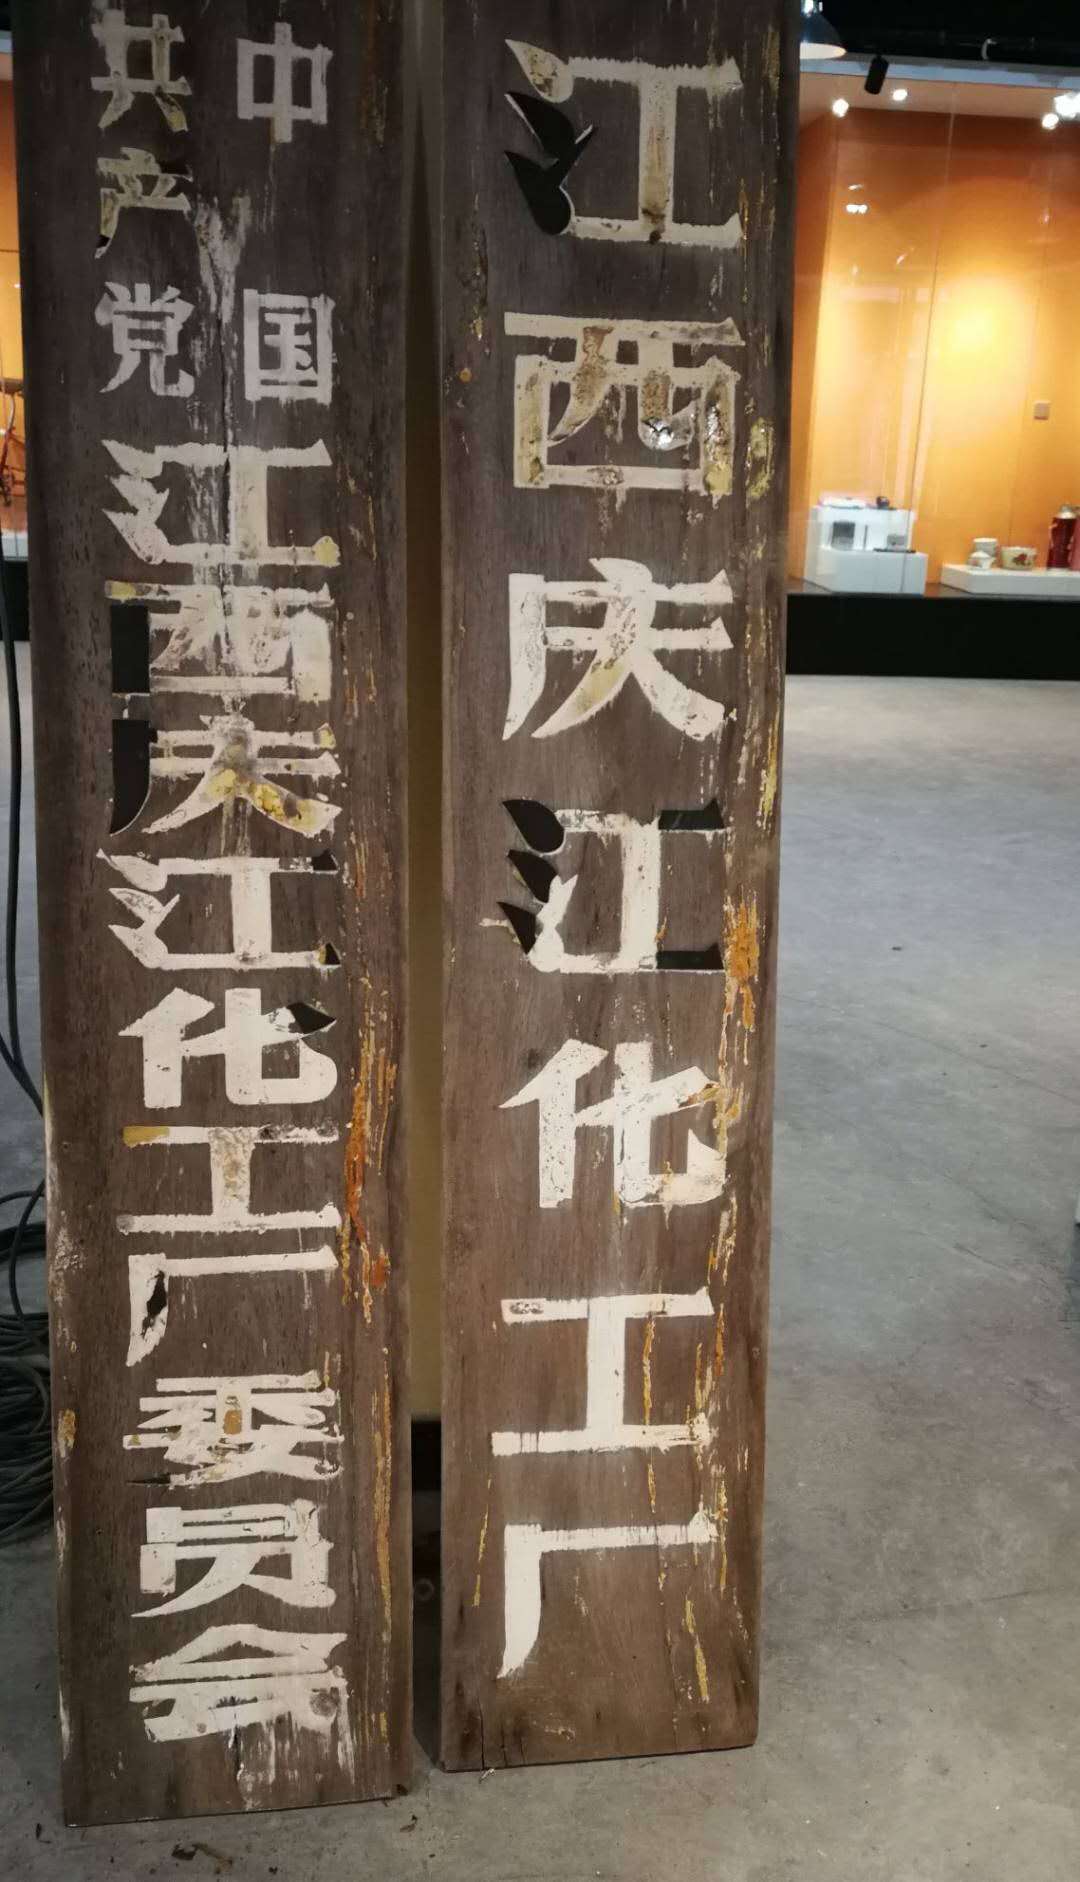 中国
共产党
江西庆江化工厂委员会
江西庆江化工厂